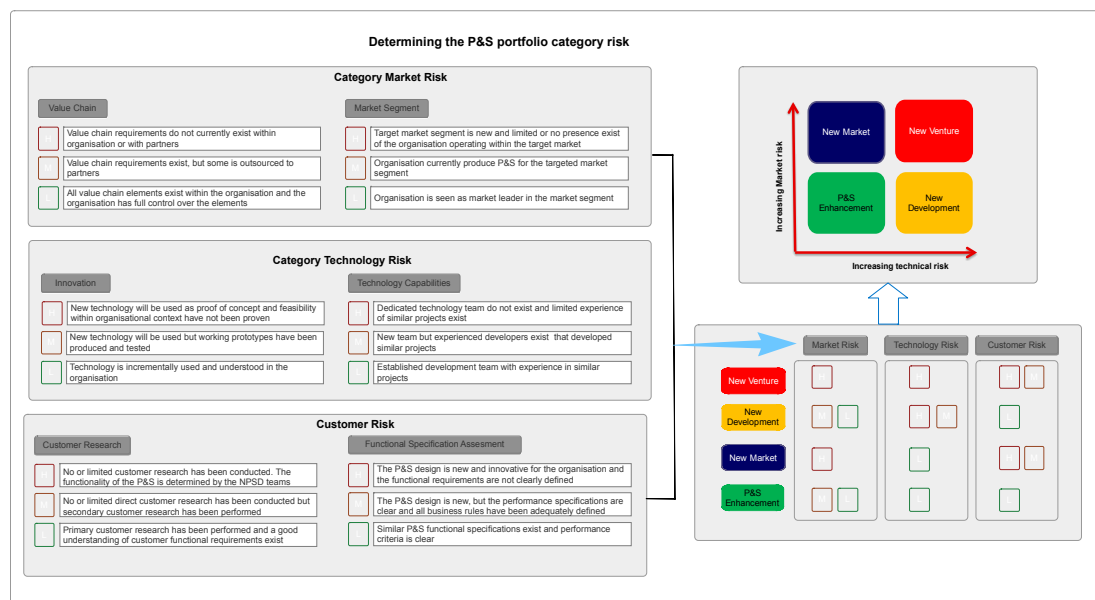 Determining the P&S portfolio category risk
Category Market Risk
Value Chain
H
Value chain requirements do not currently exist within
organisation or with partners
M
Value chain requirements exist, but some is outsourced to
partners
L
All value chain elements exist within the organisation and the
organisation has full control over the elements
Market Segment
H
Target market segment is new and limited or no presence exist
of the organisation operating within the target market
M
Organisation currently produce P&S for the targeted market
segment
L
Organisation is seen as market leader in the market segment
Category Technology Risk
Innovation
H
New technology will be used as proof of concept and feasibility
within organisational context have not been proven
M
New technology will be used but working prototypes have been
produced and tested
L
Technology is incrementally used and understood in the
organisation
Technology Capabilities
H
Dedicated technology team do not exist and limited experience
of similar projects exist
M
New team but experienced developers exist that developed
similar projects
L
Established development team with experience in similar
projects
Customer Risk
Customer Research
H
No or limited customer research has been conducted. The
functionality of the P&S is determined by the NPSD teams
M
No or limited direct customer research has been conducted but
secondary customer research has been performed
L
Primary customer research has been performed and a good
understanding of customer functional requirements exist
Functional Specification Assesment
H
The P&S design is new and innovative for the organisation and
the functional requirements are not clearly defined
M
The P&S design is new, but the performance specifications are
clear and all business rules have been adequately defined
L
Similar P&S functional specifications exist and performance
criteria is clear
Increasing Market risk
New Market
New Venture
P&S
Enhancement
New
Development
Increasing technical risk
Market Risk
Technology Risk
Customer Risk
New Venture
H
H
H M
New
Development
M L
H M
L
New Market
H
L
H M
P&S
Enhancement
M L
L
L